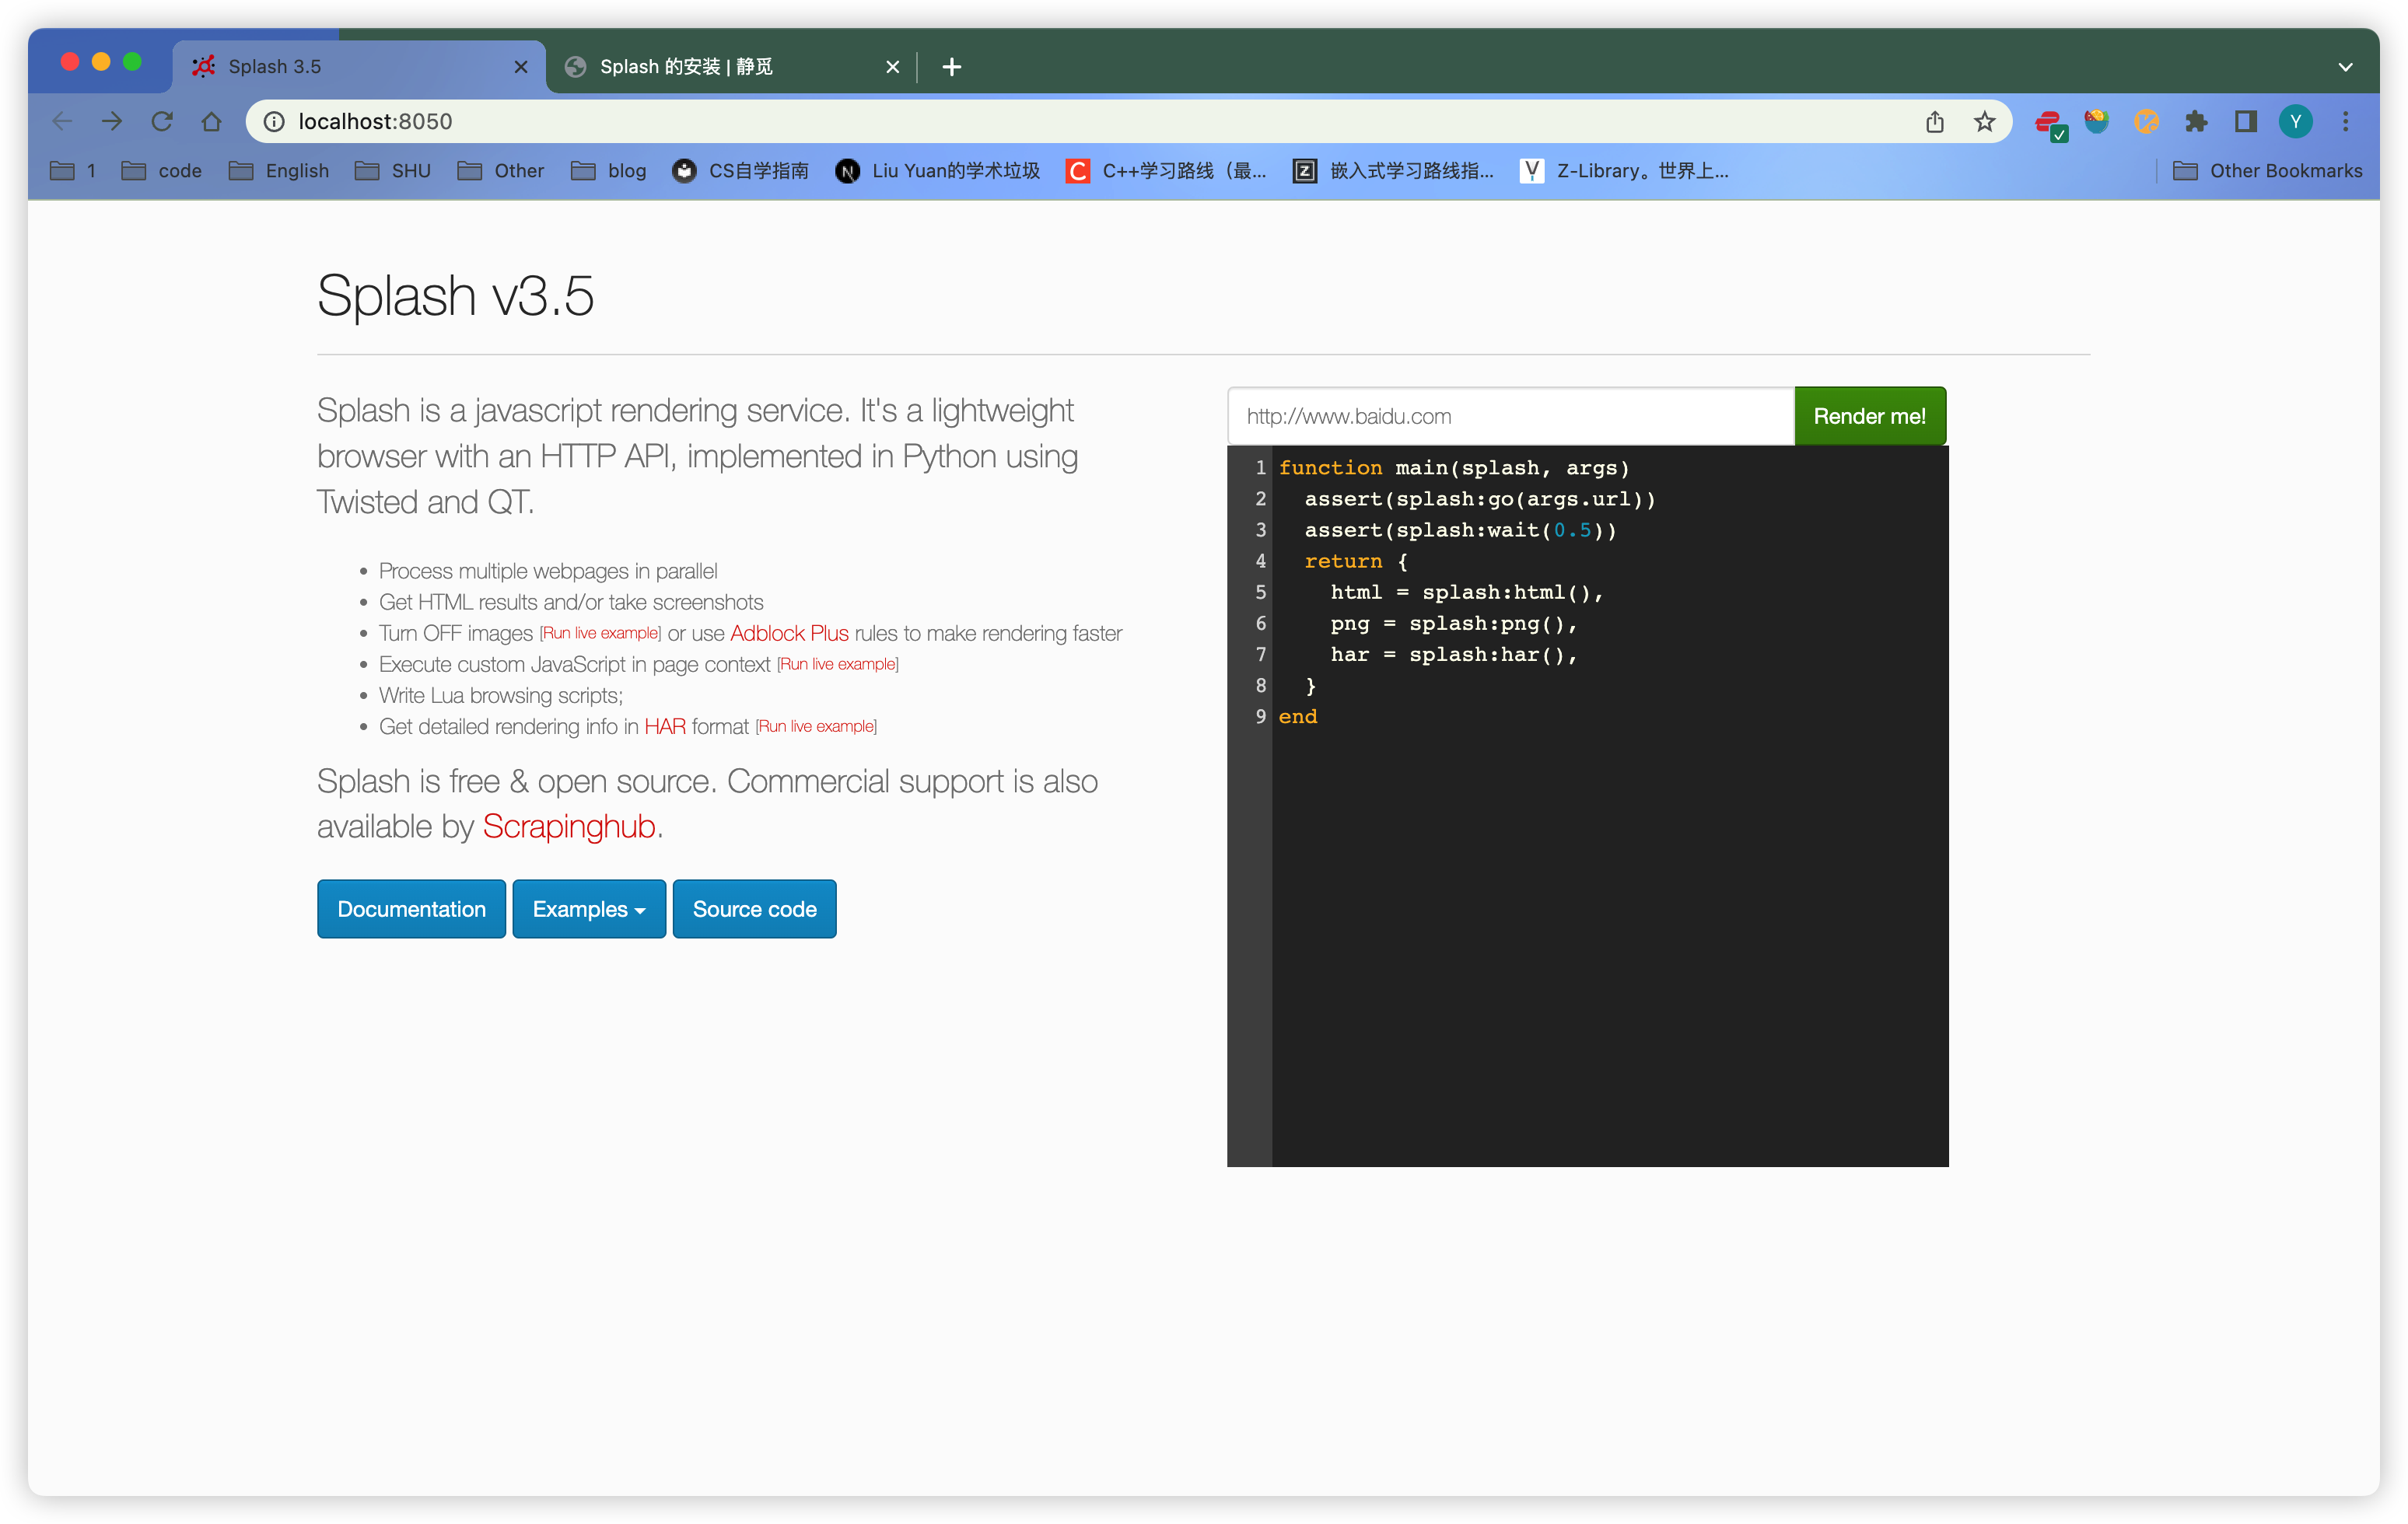 Splash 3.5
Splash 的安装 | 静觅
localhost:8050
Y
1 code English SHU Other blog CS自学指南 Liu Yuan的学术垃圾 C++学习路线（最... 嵌入式学习路线指... Z-Library。世界上... Other Bookmarks
Splash v3.5
Splash is a javascript rendering service. It's a lightweight
browser with an HTTP API, implemented in Python using
Twisted and QT.
• Process multiple webpages in parallel
• Get HTML results and/or take screenshots
• Turn OFF images [Run live example] or use Adblock Plus rules to make rendering faster
• Execute custom JavaScript in page context [Run live example]
• Write Lua browsing scripts;
• Get detailed rendering info in HAR format [Run live example]
Splash is free & open source. Commercial support is also
available by Scrapinghub.
Documentation Examples Source code
http://www.baidu.com Render me!
1 function main(splash, args)
2   assert(splash:go(args.url))
3   assert(splash:wait(0.5))
4   return {
5     html = splash:html(),
6     png = splash:png(),
7     har = splash:har(),
8   }
9 end